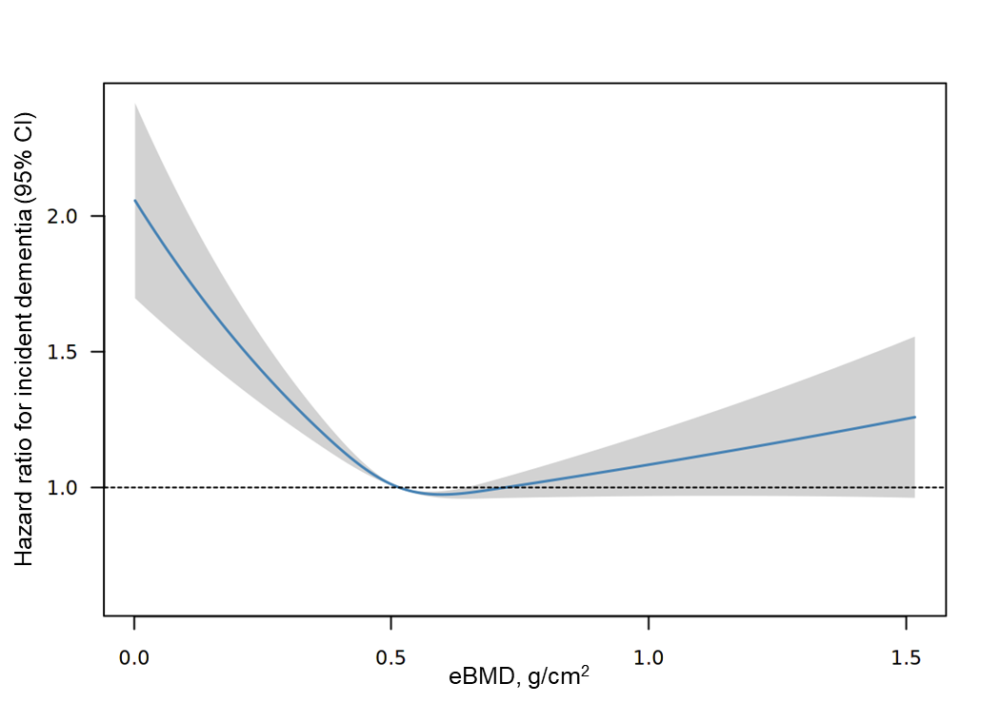 Hazard ratio for incident dementia (95% CI)
2.0
1.5
1.0
0.0 0.5 1.0 1.5
eBMD, g/cm²